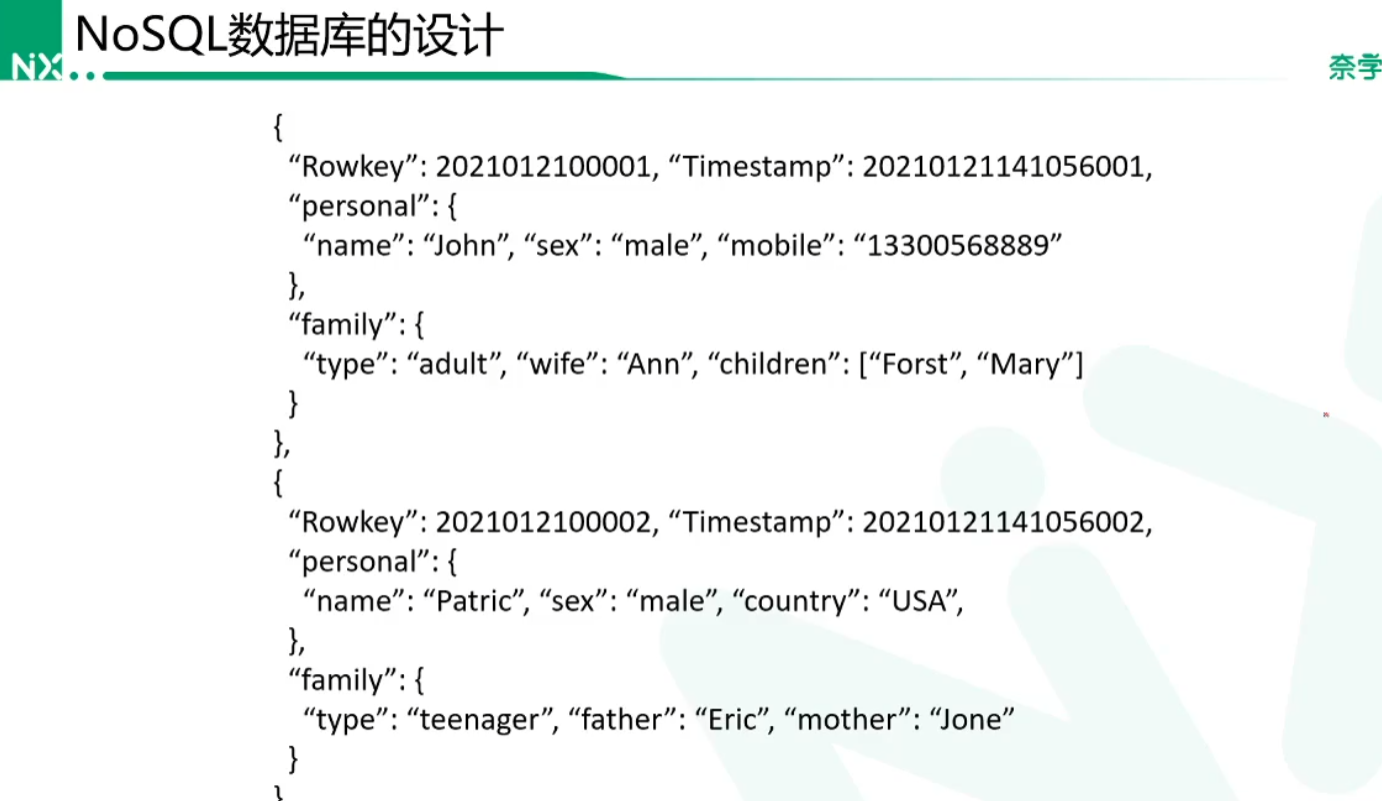 NoSQL数据库的设计
NiX
奈学
{
“Rowkey”: 2021012100001, “Timestamp”: 20210121141056001,
“personal”: {
“name”: “John”, “sex”: “male”, “mobile”: “13300568889”
},
“family”: {
“type”: “adult”, “wife”: “Ann”, “children”: [“Forst”, “Mary”]
}
},
{
“Rowkey”: 2021012100002, “Timestamp”: 20210121141056002,
“personal”: {
“name”: “Patric”, “sex”: “male”, “country”: “USA”,
},
“family”: {
“type”: “teenager”, “father”: “Eric”, “mother”: “Jone”
}
}